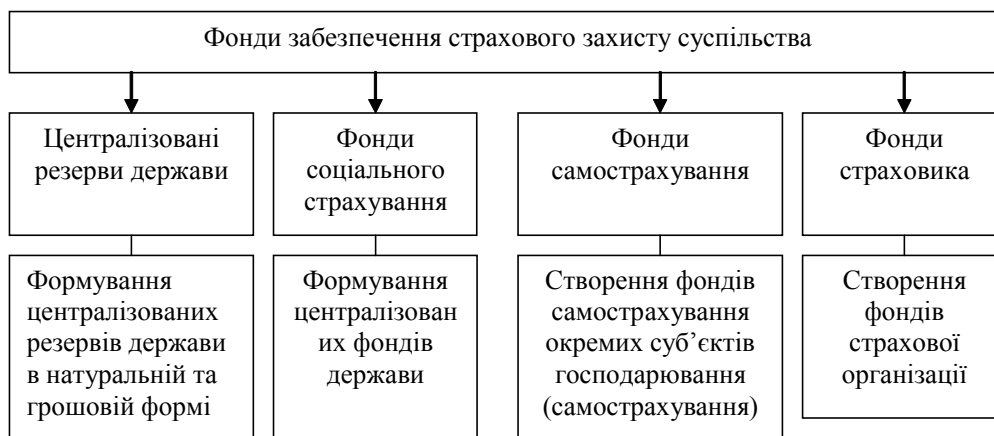 Фонди забезпечення страхового захисту суспільства
Централізовані
резерви держави
Фонди
соціального
страхування
Фонди
самострахування
Фонди
страховика
Формування
централізованих
резервів держави
в натуральній та
грошовій формі
Формування
централізован
их фондів
держави
Створення фондів
самострахування
окремих суб’єктів
господарювання
(самострахування)
Створення
фондів
страхової
організації